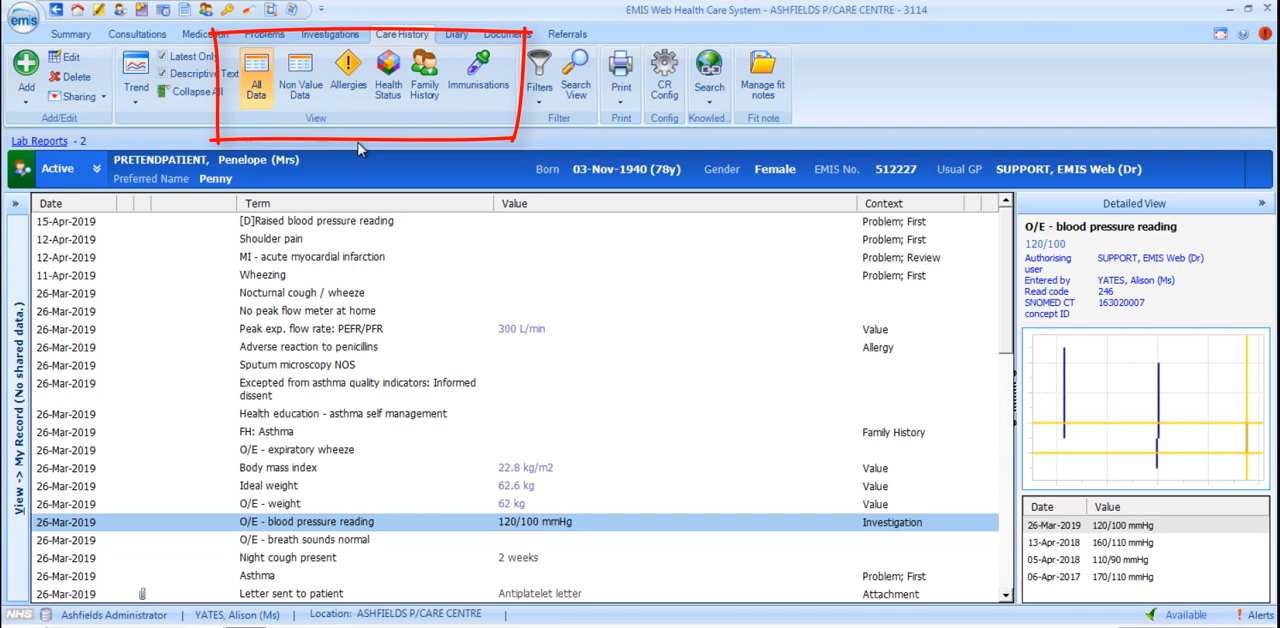 EMIS Web Health Care System - ASHFIELDS P/CARE CENTRE - 3114
emis
Summary Consultations Medication Problems Investigations Care History Diary Documents Referrals
Add
Edit
Delete
Sharing
Add/Edit
Trend
Latest Only
Descriptive Text
Collapse All
All Data
Non Value Data
Allergies
Health Status
Family History
Immunisations
View
Filters
Search View
Filter
Print
Print
CR Config
Config
Search
Knowled...
Manage fit notes
Fit note
Lab Reports - 2
Active PRETENDPATIENT, Penelope (Mrs) Born 03-Nov-1940 (78y) Gender Female EMIS No. 512227 Usual GP SUPPORT, EMIS Web (Dr)
Preferred Name Penny
View -> My Record (No shared data.)
Date Term Value Context
15-Apr-2019 [D]Raised blood pressure reading Problem; First
12-Apr-2019 Shoulder pain Problem; First
12-Apr-2019 MI - acute myocardial infarction Problem; Review
11-Apr-2019 Wheezing Problem; First
26-Mar-2019 Nocturnal cough / wheeze
26-Mar-2019 No peak flow meter at home
26-Mar-2019 Peak exp. flow rate: PEFR/PFR 300 L/min Value
26-Mar-2019 Adverse reaction to penicillins Allergy
26-Mar-2019 Sputum microscopy NOS
26-Mar-2019 Excepted from asthma quality indicators: Informed
dissent
26-Mar-2019 Health education - asthma self management
26-Mar-2019 FH: Asthma Family History
26-Mar-2019 O/E - expiratory wheeze
26-Mar-2019 Body mass index 22.8 kg/m2 Value
26-Mar-2019 Ideal weight 62.6 kg Value
26-Mar-2019 O/E - weight 62 kg Value
26-Mar-2019 O/E - blood pressure reading 120/100 mmHg Investigation
26-Mar-2019 O/E - breath sounds normal
26-Mar-2019 Night cough present 2 weeks
26-Mar-2019 Asthma Problem; First
26-Mar-2019 Letter sent to patient Antiplatelet letter Attachment
Detailed View
O/E - blood pressure reading
120/100
Authorising user SUPPORT, EMIS Web (Dr)
Entered by YATES, Alison (Ms)
Read code 246
SNOMED CT concept ID 163020007
Date Value
26-Mar-2019 120/100 mmHg
13-Apr-2018 160/110 mmHg
05-Apr-2018 110/90 mmHg
06-Apr-2017 170/110 mmHg
NHS Ashfields Administrator YATES, Alison (Ms) Location: ASHFIELDS P/CARE CENTRE Available Alerts